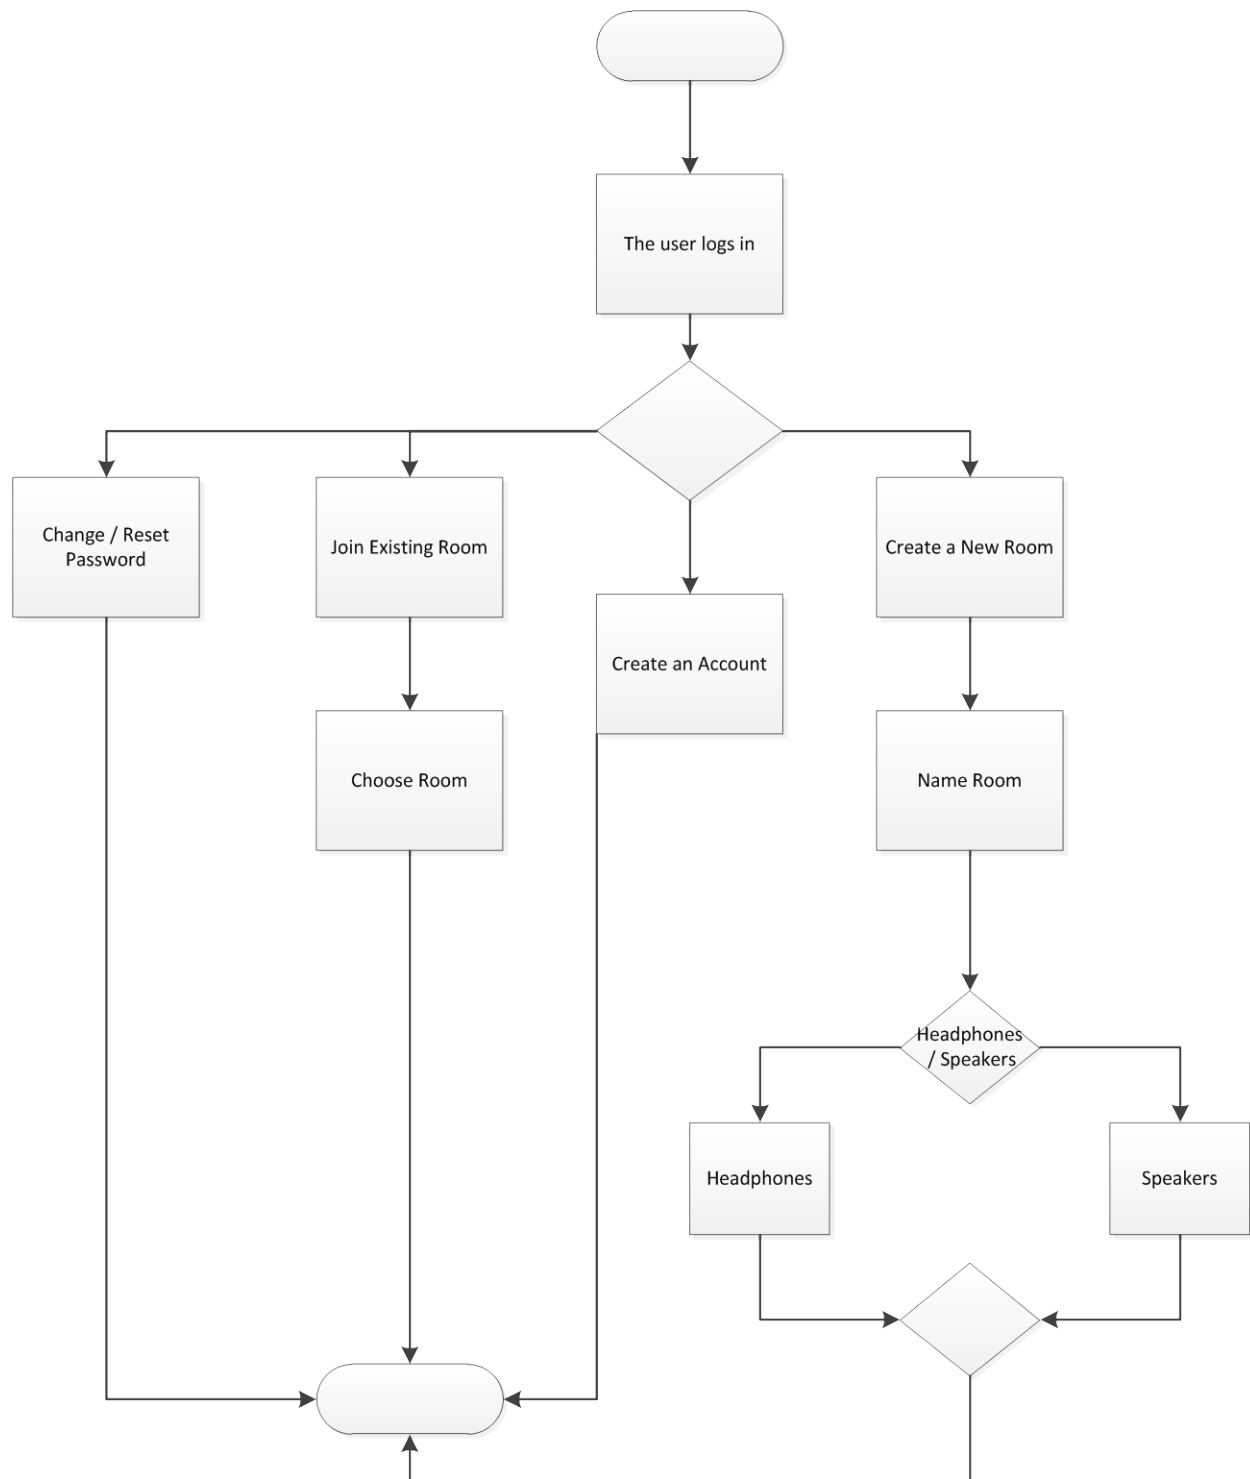 The user logs in
Change / Reset
Password
Join Existing Room
Create a New Room
Create an Account
Choose Room
Name Room
Headphones
/ Speakers
Headphones
Speakers